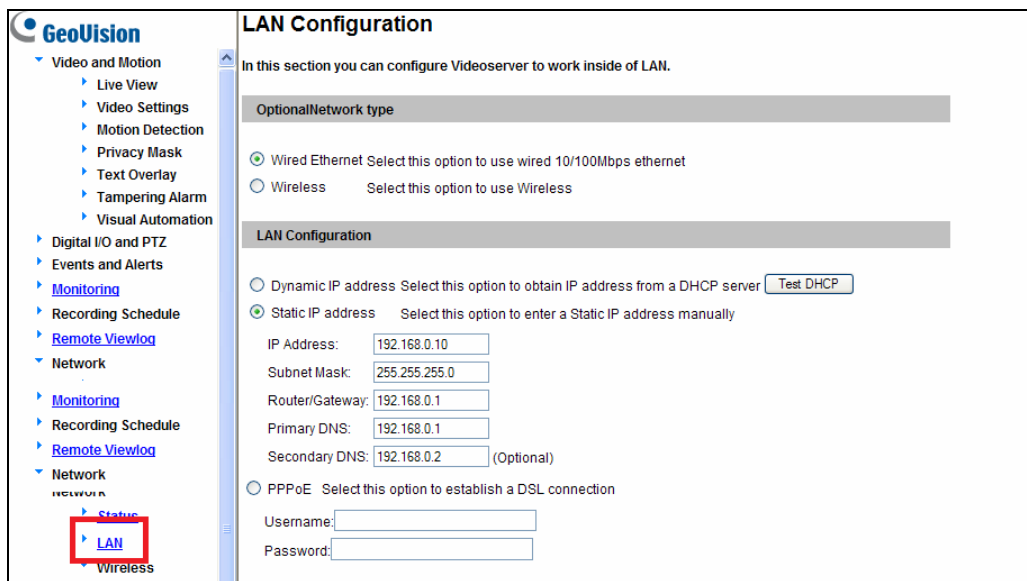 GeoVision
Video and Motion
Live View
Video Settings
Motion Detection
Privacy Mask
Text Overlay
Tampering Alarm
Visual Automation
Digital I/O and PTZ
Events and Alerts
Monitoring
Recording Schedule
Remote Viewlog
Network
Monitoring
Recording Schedule
Remote Viewlog
Network
Network
Status
LAN
Wireless
LAN Configuration
In this section you can configure Videoserver to work inside of LAN.
OptionalNetwork type
Wired Ethernet Select this option to use wired 10/100Mbps ethernet
Wireless Select this option to use Wireless
LAN Configuration
Dynamic IP address Select this option to obtain IP address from a DHCP server Test DHCP
Static IP address Select this option to enter a Static IP address manually
IP Address: 192.168.0.10
Subnet Mask: 255.255.255.0
Router/Gateway: 192.168.0.1
Primary DNS: 192.168.0.1
Secondary DNS: 192.168.0.2 (Optional)
PPPoE Select this option to establish a DSL connection
Username:
Password: